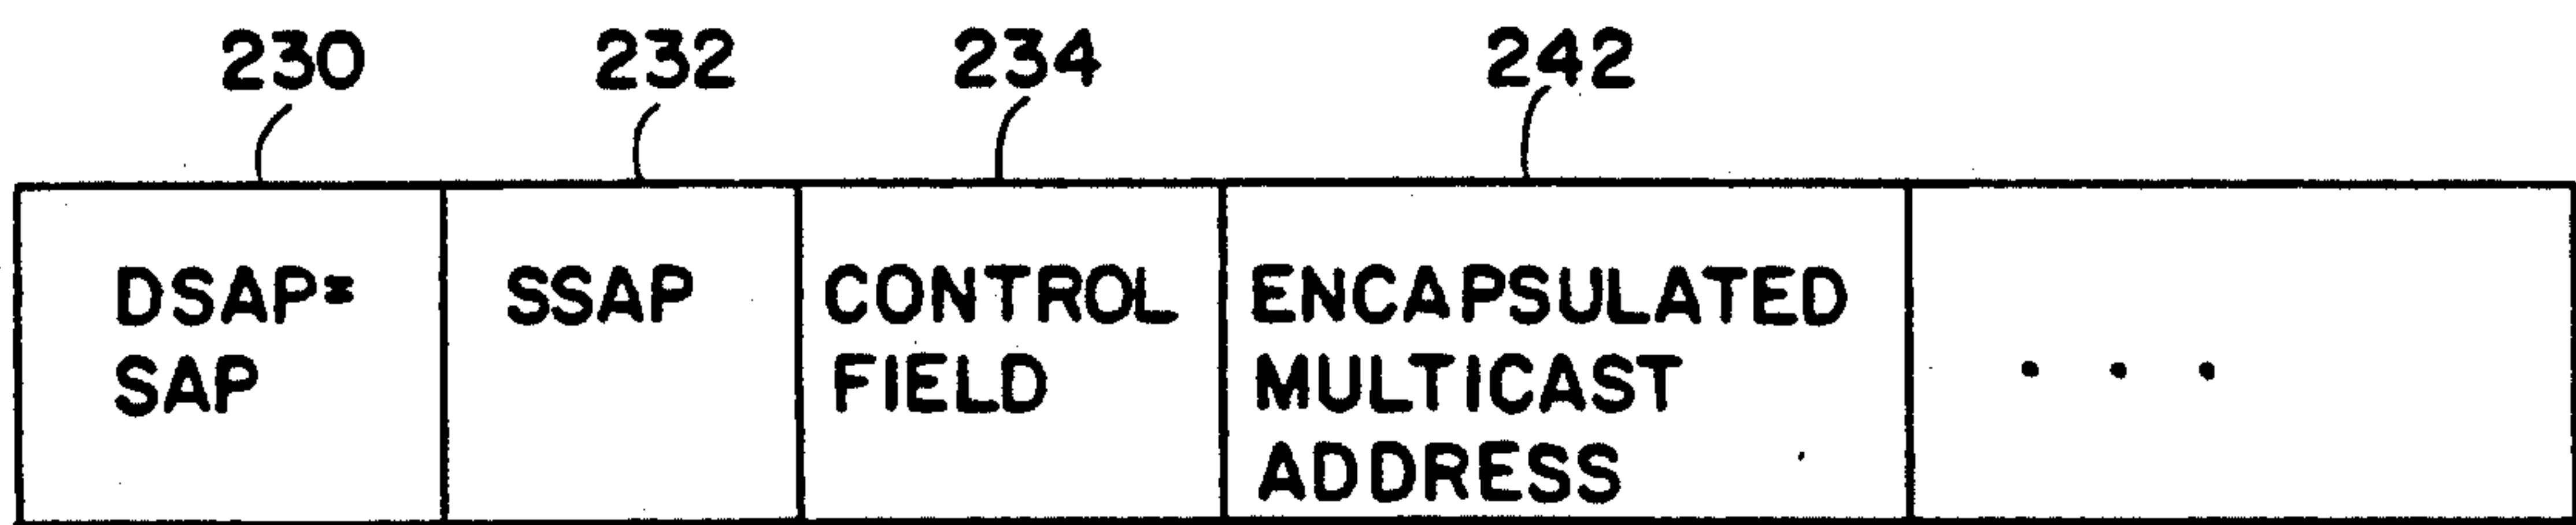 230 232 234 242
DSAP= SSAP CONTROL ENCAPSULATED
SAP FIELD MULTICAST . . .
ADDRESS